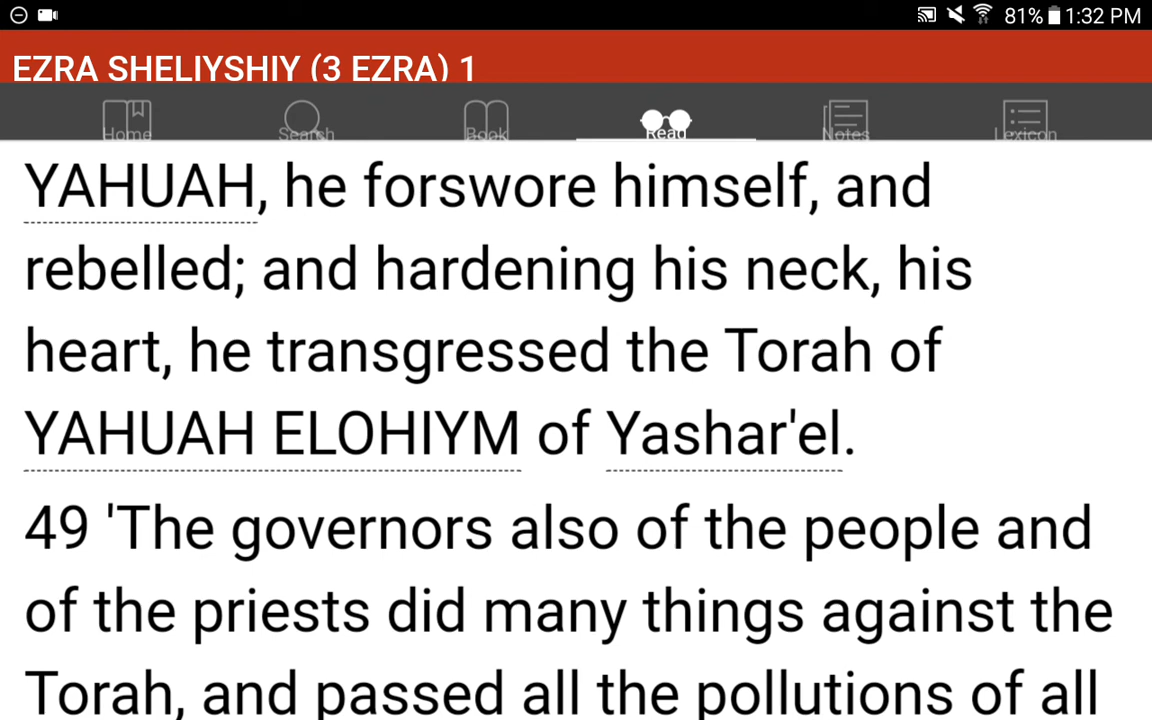 81% 1:32 PM
EZRA SHELIYSHIY (3 EZRA) 1
Home Search Book Read Notes Lexicon
YAHUAH, he forswore himself, and
rebelled; and hardening his neck, his
heart, he transgressed the Torah of
YAHUAH ELOHIYM of Yashar'el.
49 'The governors also of the people and
of the priests did many things against the
Torah, and passed all the pollutions of all